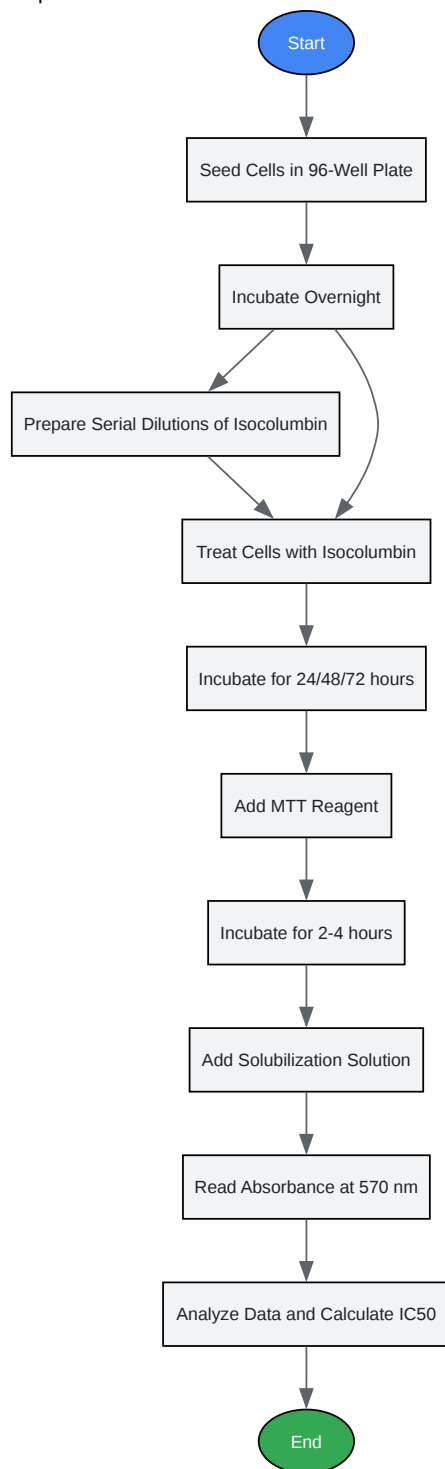 Start
Seed Cells in 96-Well Plate
Incubate Overnight
Prepare Serial Dilutions of Isocolumbin
Treat Cells with Isocolumbin
Incubate for 24/48/72 hours
Add MTT Reagent
Incubate for 2-4 hours
Add Solubilization Solution
Read Absorbance at 570 nm
Analyze Data and Calculate IC50
End